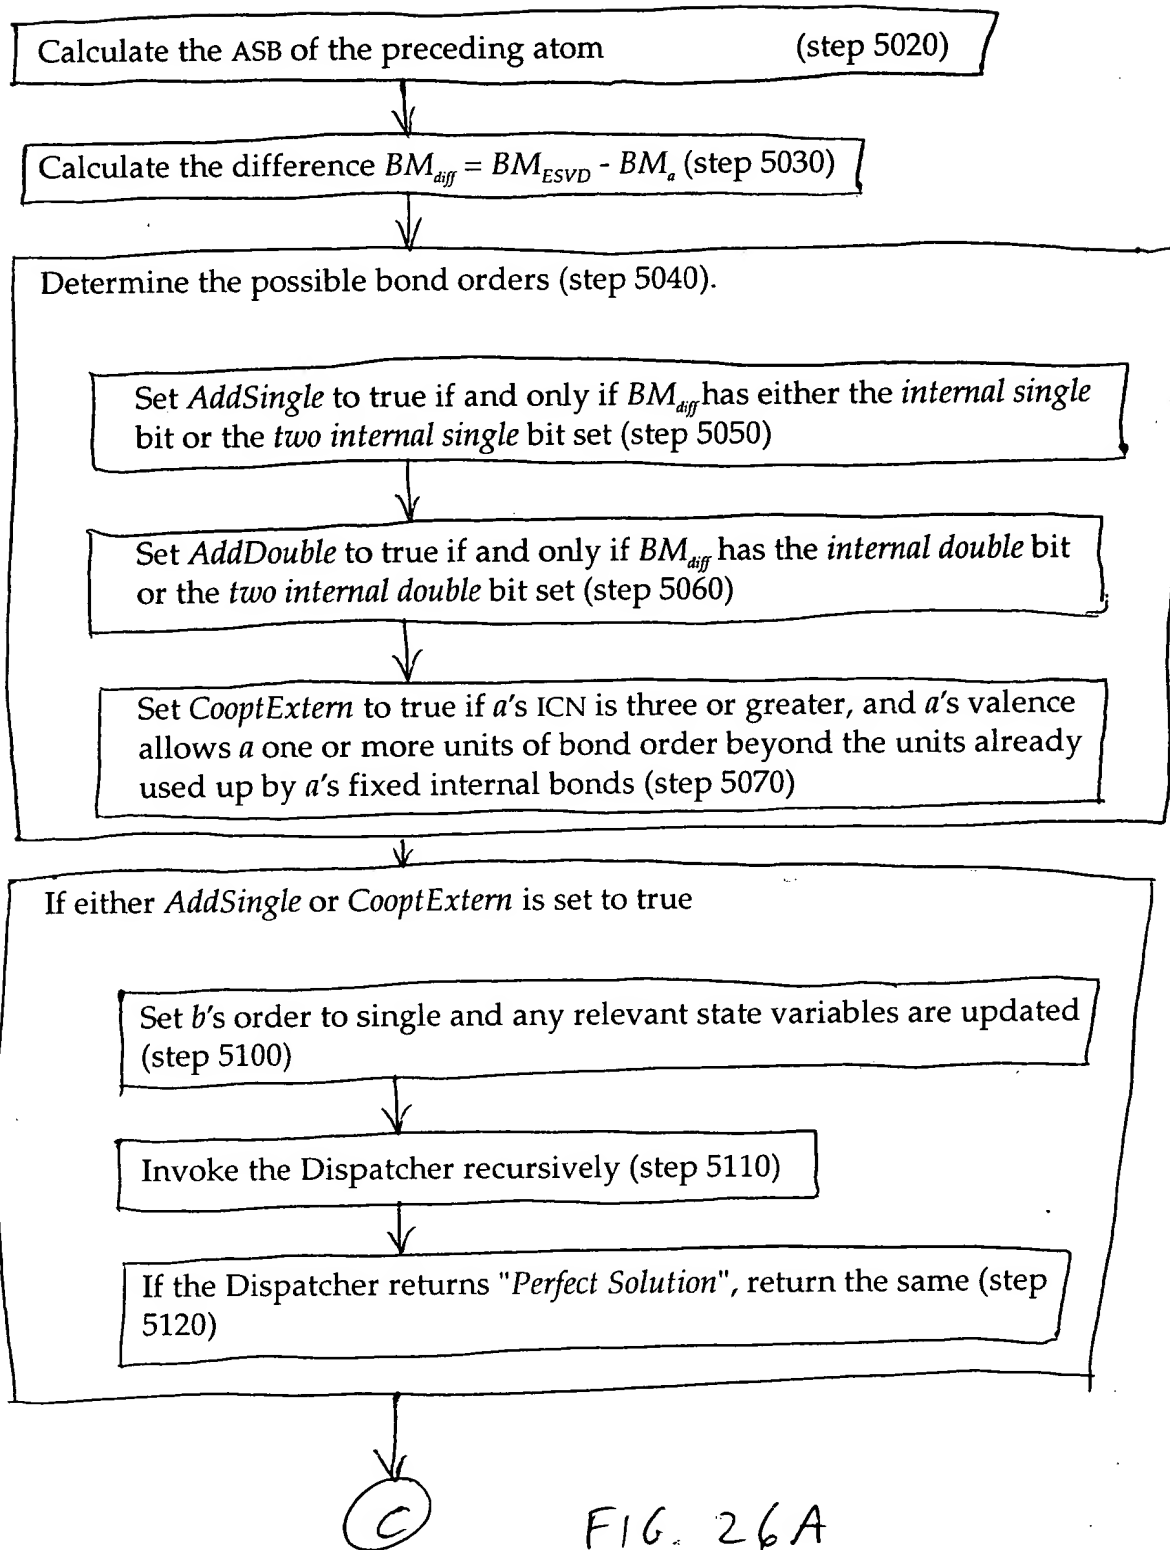 Calculate the ASB of the preceding atom (step 5020)
Calculate the difference BM_diff = BM_ESVD - BM_a (step 5030)
Determine the possible bond orders (step 5040).
Set AddSingle to true if and only if BM_diff has either the internal single
bit or the two internal single bit set (step 5050)
Set AddDouble to true if and only if BM_diff has the internal double bit
or the two internal double bit set (step 5060)
Set CooptExtern to true if a's ICN is three or greater, and a's valence
allows a one or more units of bond order beyond the units already
used up by a's fixed internal bonds (step 5070)
If either AddSingle or CooptExtern is set to true
Set b's order to single and any relevant state variables are updated
(step 5100)
Invoke the Dispatcher recursively (step 5110)
If the Dispatcher returns "Perfect Solution", return the same (step
5120)
C
FIG. 26A